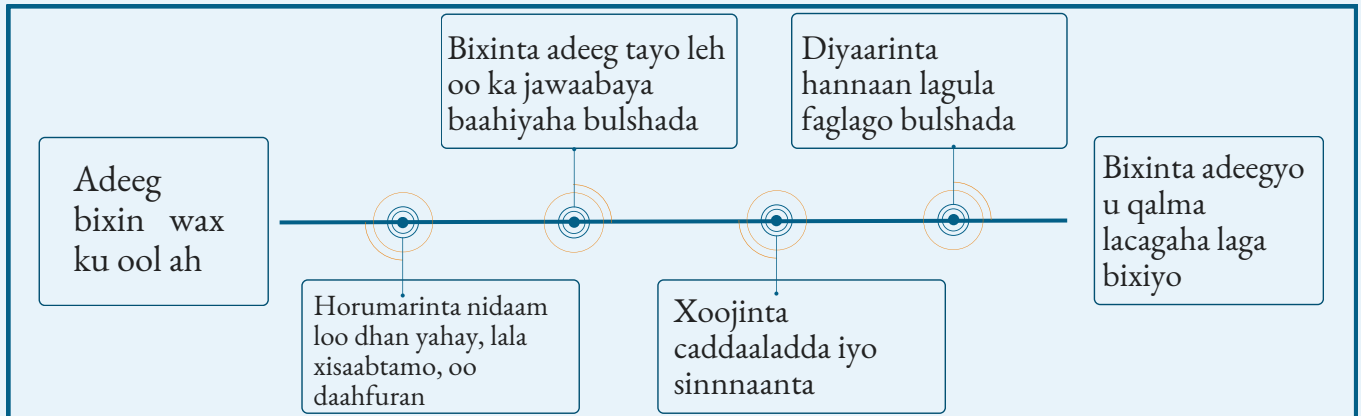 Adeeg
bixin wax
ku ool ah
Horumarinta nidaam
loo dhan yahay, lala
xisaabtamo, oo
daahfuran
Bixinta adeeg tayo leh
oo ka jawaabaya
baahiyaha bulshada
Xoojinta
caddaaladda iyo
sinnnaanta
Diyaarinta
hannaan lagula
faglago bulshada
Bixinta adeegyo
u qalma
lacagaha laga
bixiyo